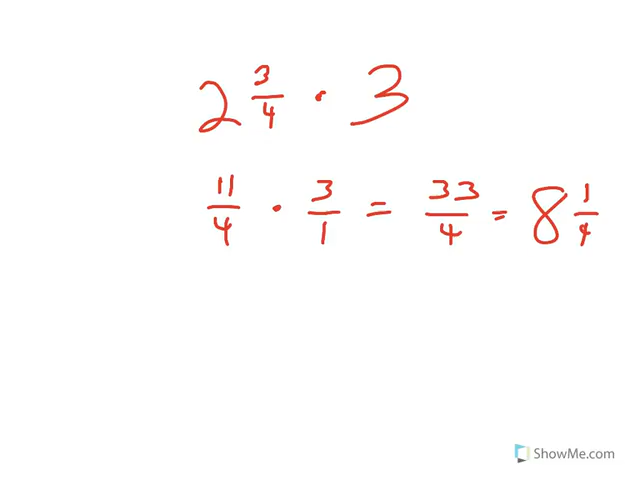 2 3/4 · 3
11/4 · 3/1 = 33/4 = 8 1/4
ShowMe.com